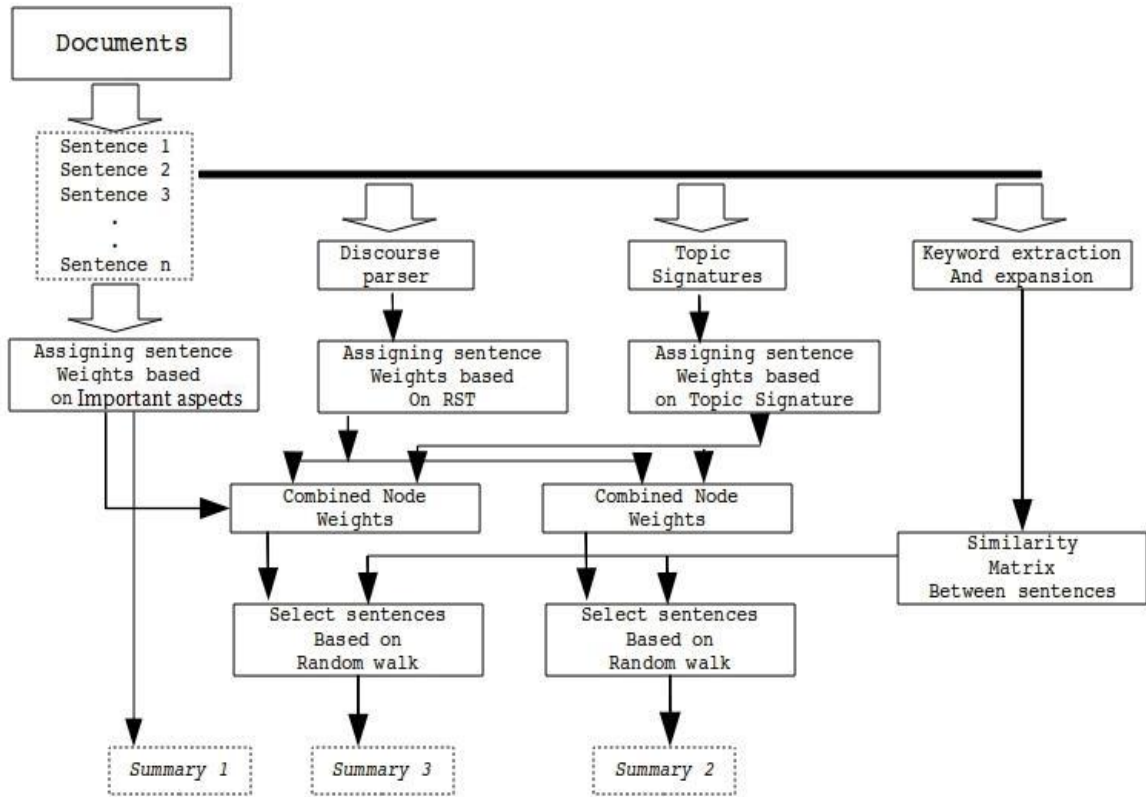 Documents
Sentence 1
Sentence 2
Sentence 3
.
.
Sentence n
Discourse
parser
Topic
Signatures
Keyword extraction
And expansion
Assigning sentence
Weights based
on Important aspects
Assigning sentence
Weights based
On RST
Assigning sentence
Weights based
on Topic Signature
Combined Node
Weights
Combined Node
Weights
Similarity
Matrix
Between sentences
Select sentences
Based on
Random walk
Select sentences
Based on
Random walk
Summary 1
Summary 3
Summary 2